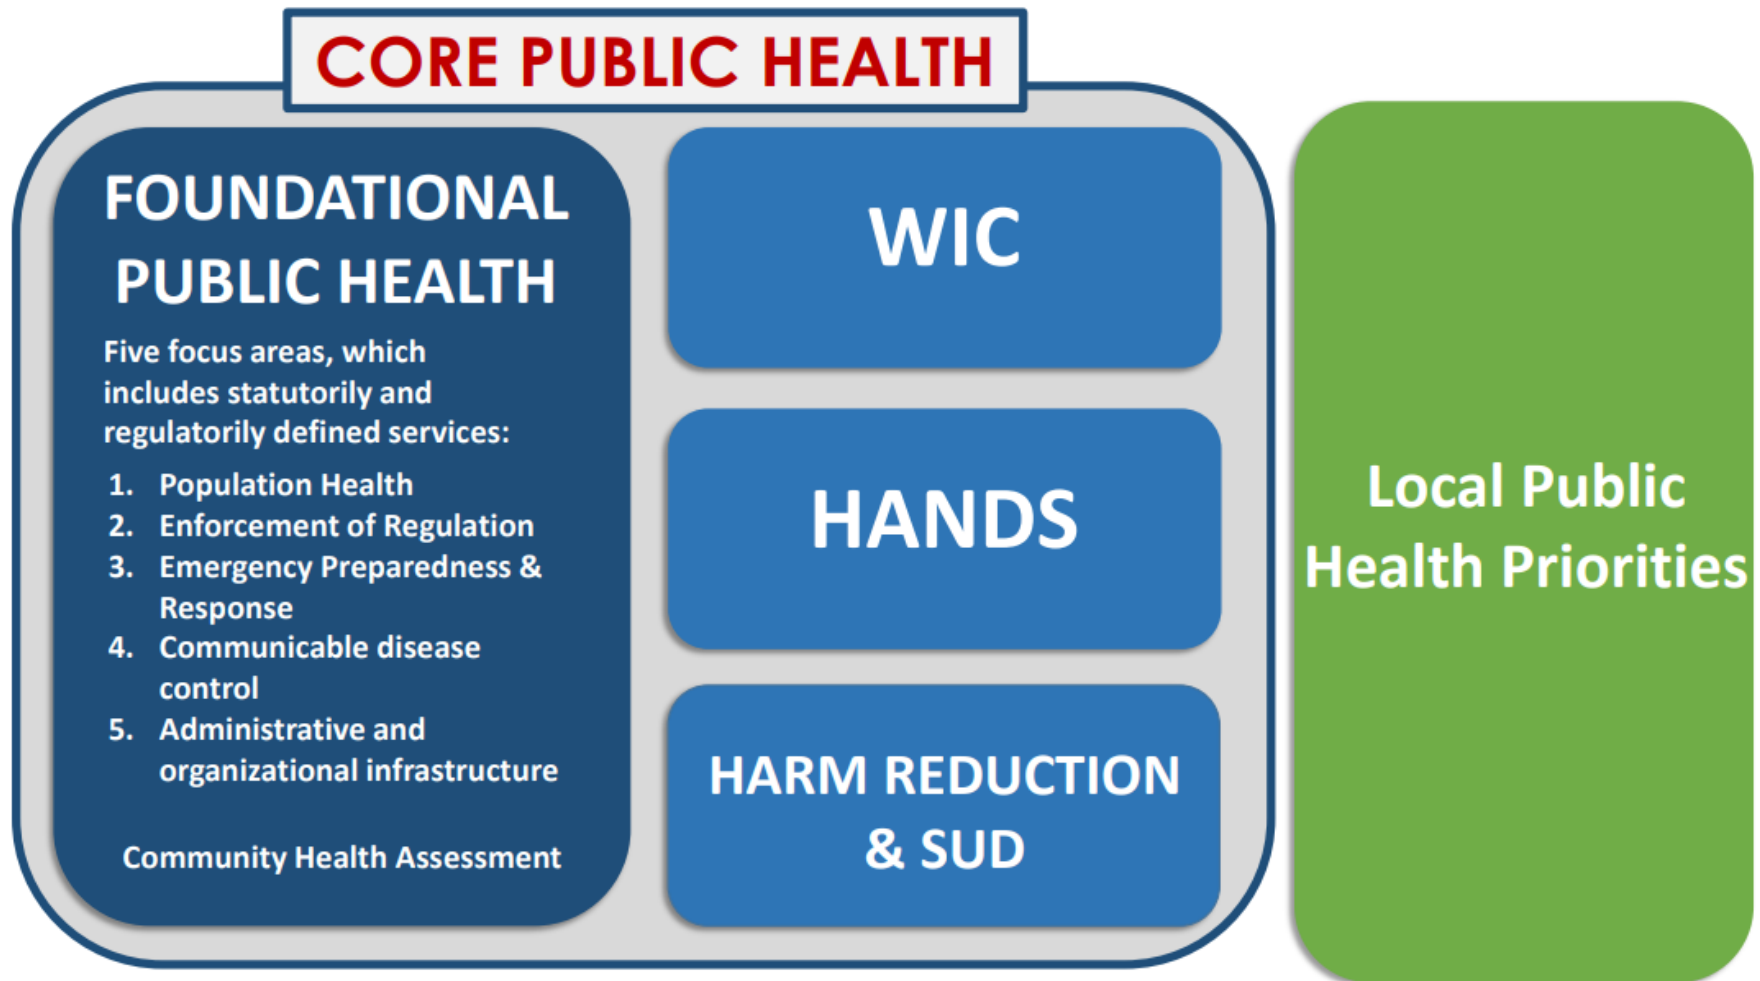 CORE PUBLIC HEALTH
FOUNDATIONAL
PUBLIC HEALTH
Five focus areas, which
includes statutorily and
regulatorily defined services:
1. Population Health
2. Enforcement of Regulation
3. Emergency Preparedness &
Response
4. Communicable disease
control
5. Administrative and
organizational infrastructure
Community Health Assessment
WIC
HANDS
HARM REDUCTION
& SUD
Local Public
Health Priorities